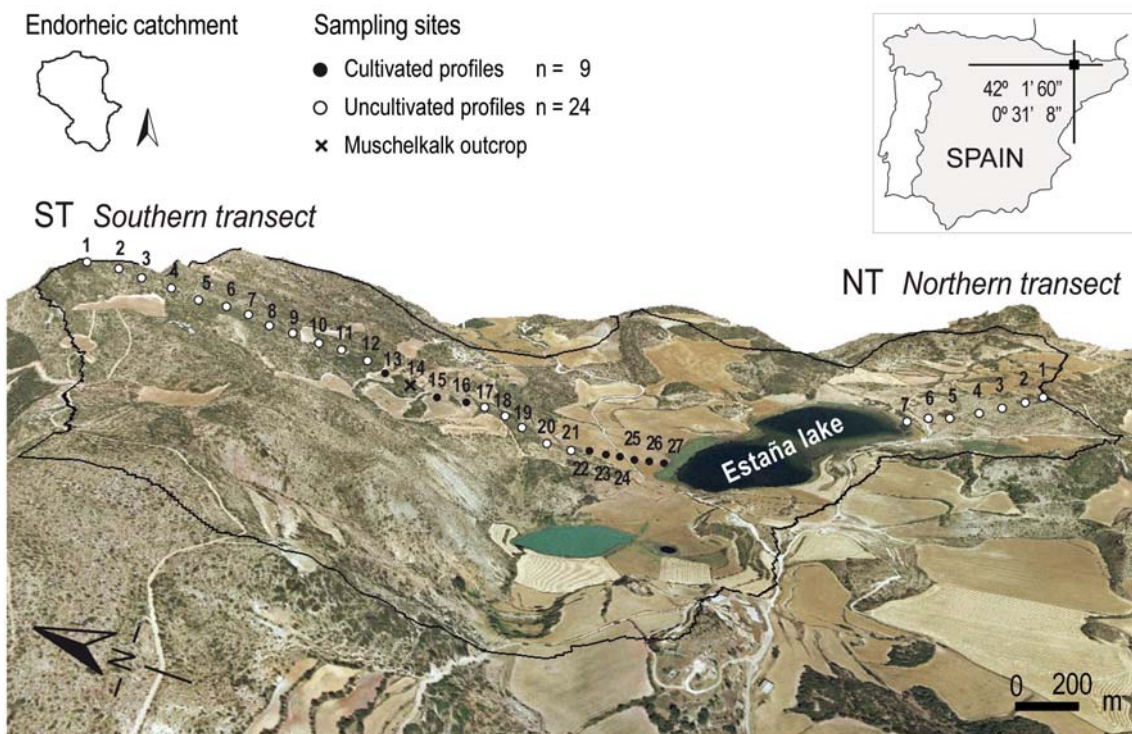 Endorheic catchment
Sampling sites
● Cultivated profiles n = 9
○ Uncultivated profiles n = 24
× Muschelkalk outcrop
42º 1' 60”
0º 31' 8”
SPAIN
ST Southern transect
NT Northern transect
1
2
3
4
5
6
7
8
9
10
11
12
13
14
15
16
17
18
19
20
21
22
23
24
25
26
27
Estaña lake
7
6
5
4
3
2
1
N
0 200
m